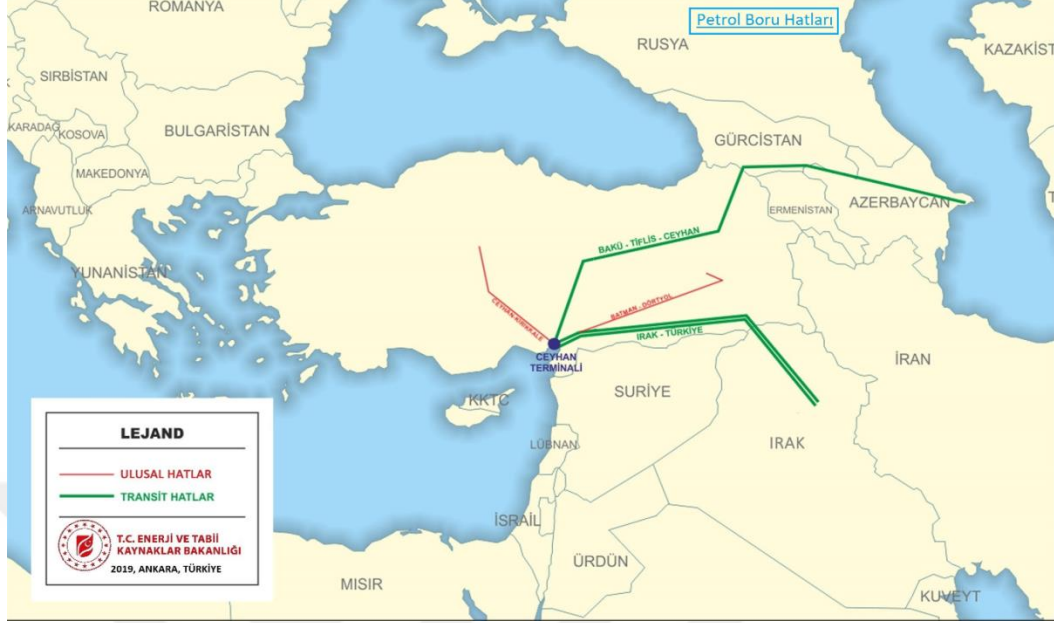 ROMANYA
Petrol Boru Hatları
RUSYA
KAZAKİST
SIRBİSTAN
KARADAĞ
KOSOVA
BULGARİSTAN
GÜRCİSTAN
MAKEDONYA
ARNAVUTLUK
ERMENİSTAN
AZERBAYCAN
T
YUNANİSTAN
BAKÜ - TİFLİS - CEYHAN
CEYHAN-KIRIKKALE
BATMAN - DÖRTYOL
IRAK - TÜRKİYE
CEYHAN
TERMİNALİ
İRAN
SURİYE
KKTC
LÜBNAN
IRAK
İSRAİL
ÜRDÜN
MISIR
KUVEYT
LEJAND
ULUSAL HATLAR
TRANSİT HATLAR
T.C. ENERJİ VE TABİİ
KAYNAKLAR BAKANLIĞI
2019, ANKARA, TÜRKİYE